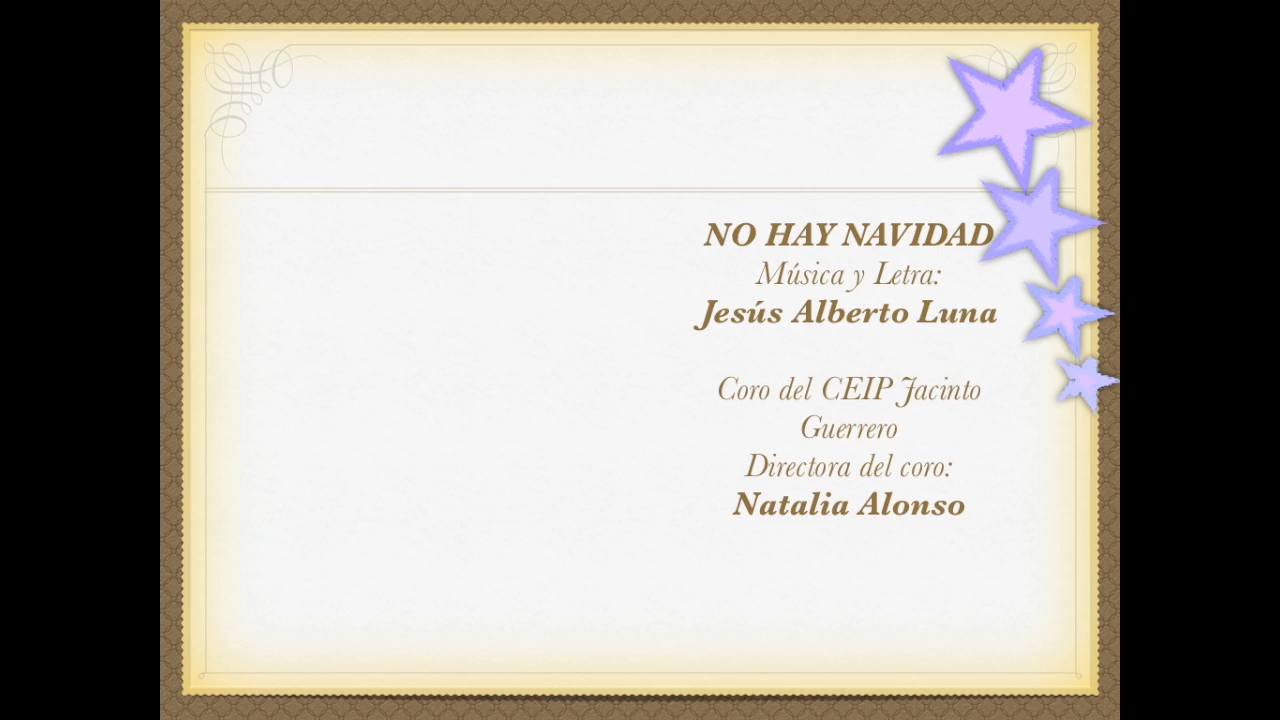 NO HAY NAVIDAD
Música y Letra:
Jesús Alberto Luna
Coro del CEIP Jacinto
Guerrero
Directora del coro:
Natalia Alonso